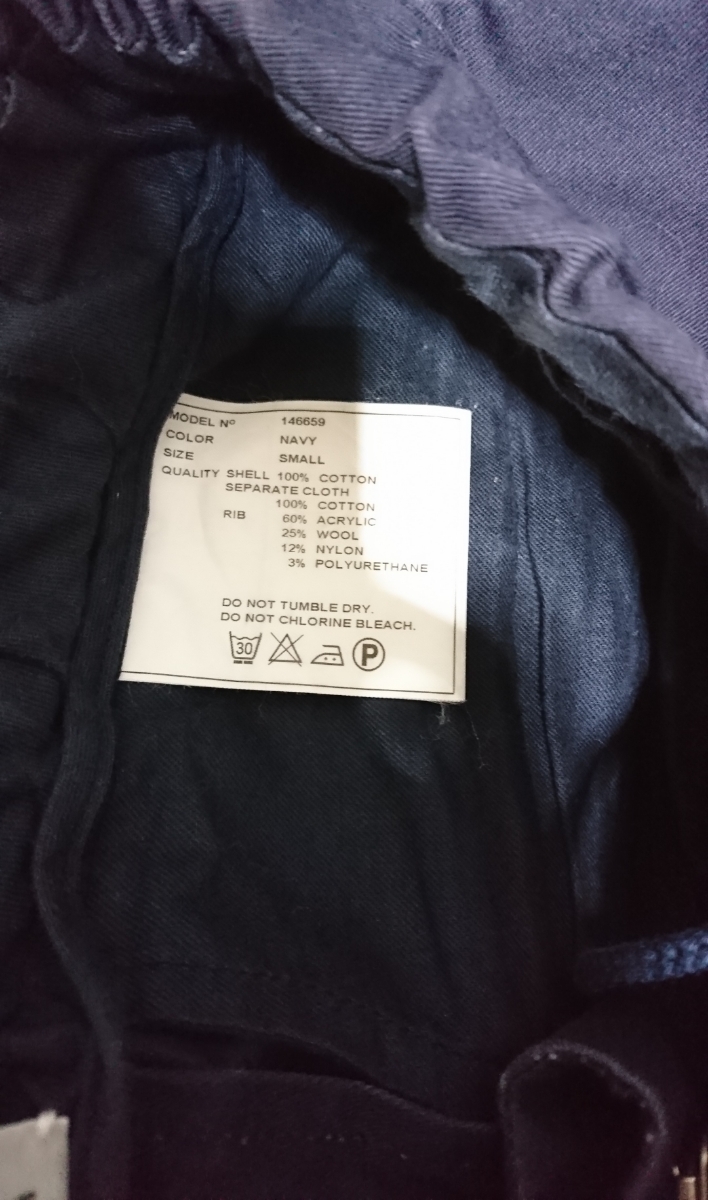 MODEL Nº 146659
COLOR NAVY
SIZE SMALL
QUALITY SHELL 100% COTTON
SEPARATE CLOTH
100% COTTON
RIB 60% ACRYLIC
25% WOOL
12% NYLON
3% POLYURETHANE
DO NOT TUMBLE DRY.
DO NOT CHLORINE BLEACH.
30 P